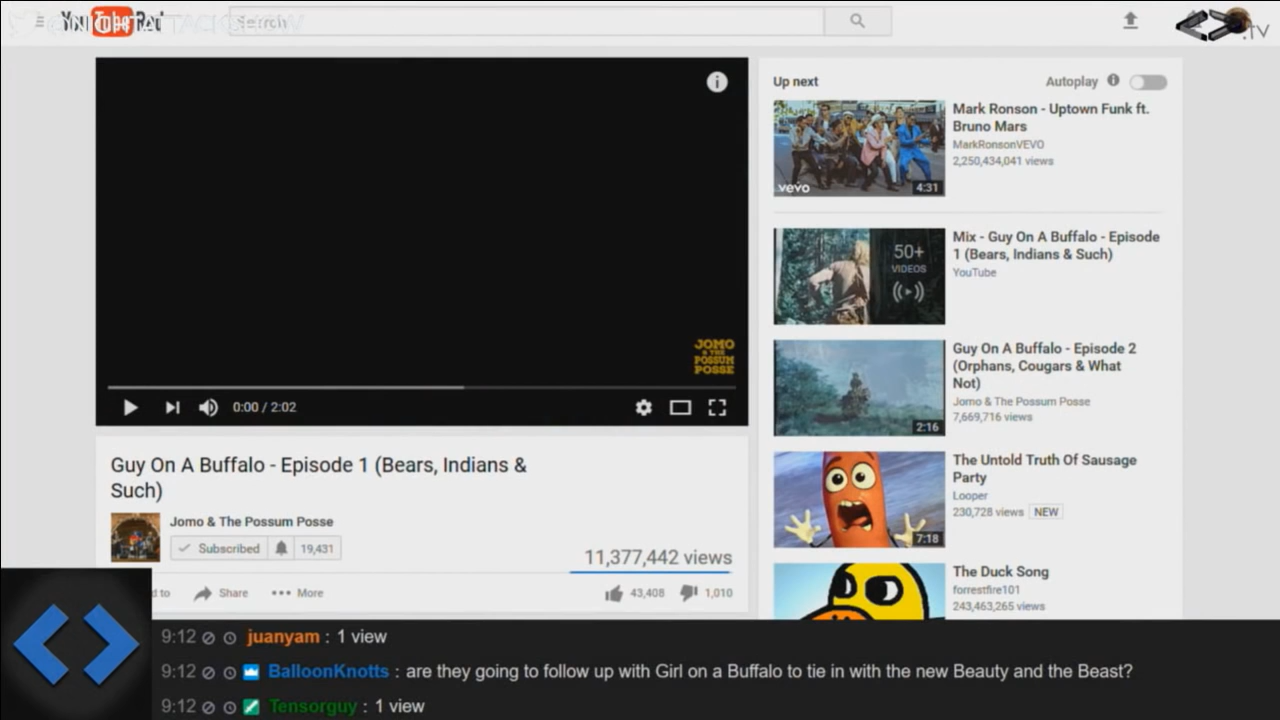 YouTube Red
@NIGHTATTACKSHOW
Search
.TV
Up next
Autoplay
Mark Ronson - Uptown Funk ft.
Bruno Mars
MarkRonsonVEVO
2,250,434,041 views
vevo
4:31
Mix - Guy On A Buffalo - Episode
1 (Bears, Indians & Such)
YouTube
50+
VIDEOS
Guy On A Buffalo - Episode 2
(Orphans, Cougars & What
Not)
Jomo & The Possum Posse
7,669,716 views
2:16
The Untold Truth Of Sausage
Party
Looper
230,728 views NEW
7:18
The Duck Song
forrestfire101
243,463,265 views
JOMO
& THE
POSSUM
POSSE
0:00 / 2:02
Guy On A Buffalo - Episode 1 (Bears, Indians &
Such)
Jomo & The Possum Posse
Subscribed 19,431
11,377,442 views
d to Share More
43,408 1,010
9:12 juanyam : 1 view
9:12 BalloonKnotts : are they going to follow up with Girl on a Buffalo to tie in with the new Beauty and the Beast?
9:12 Tensorguy : 1 view